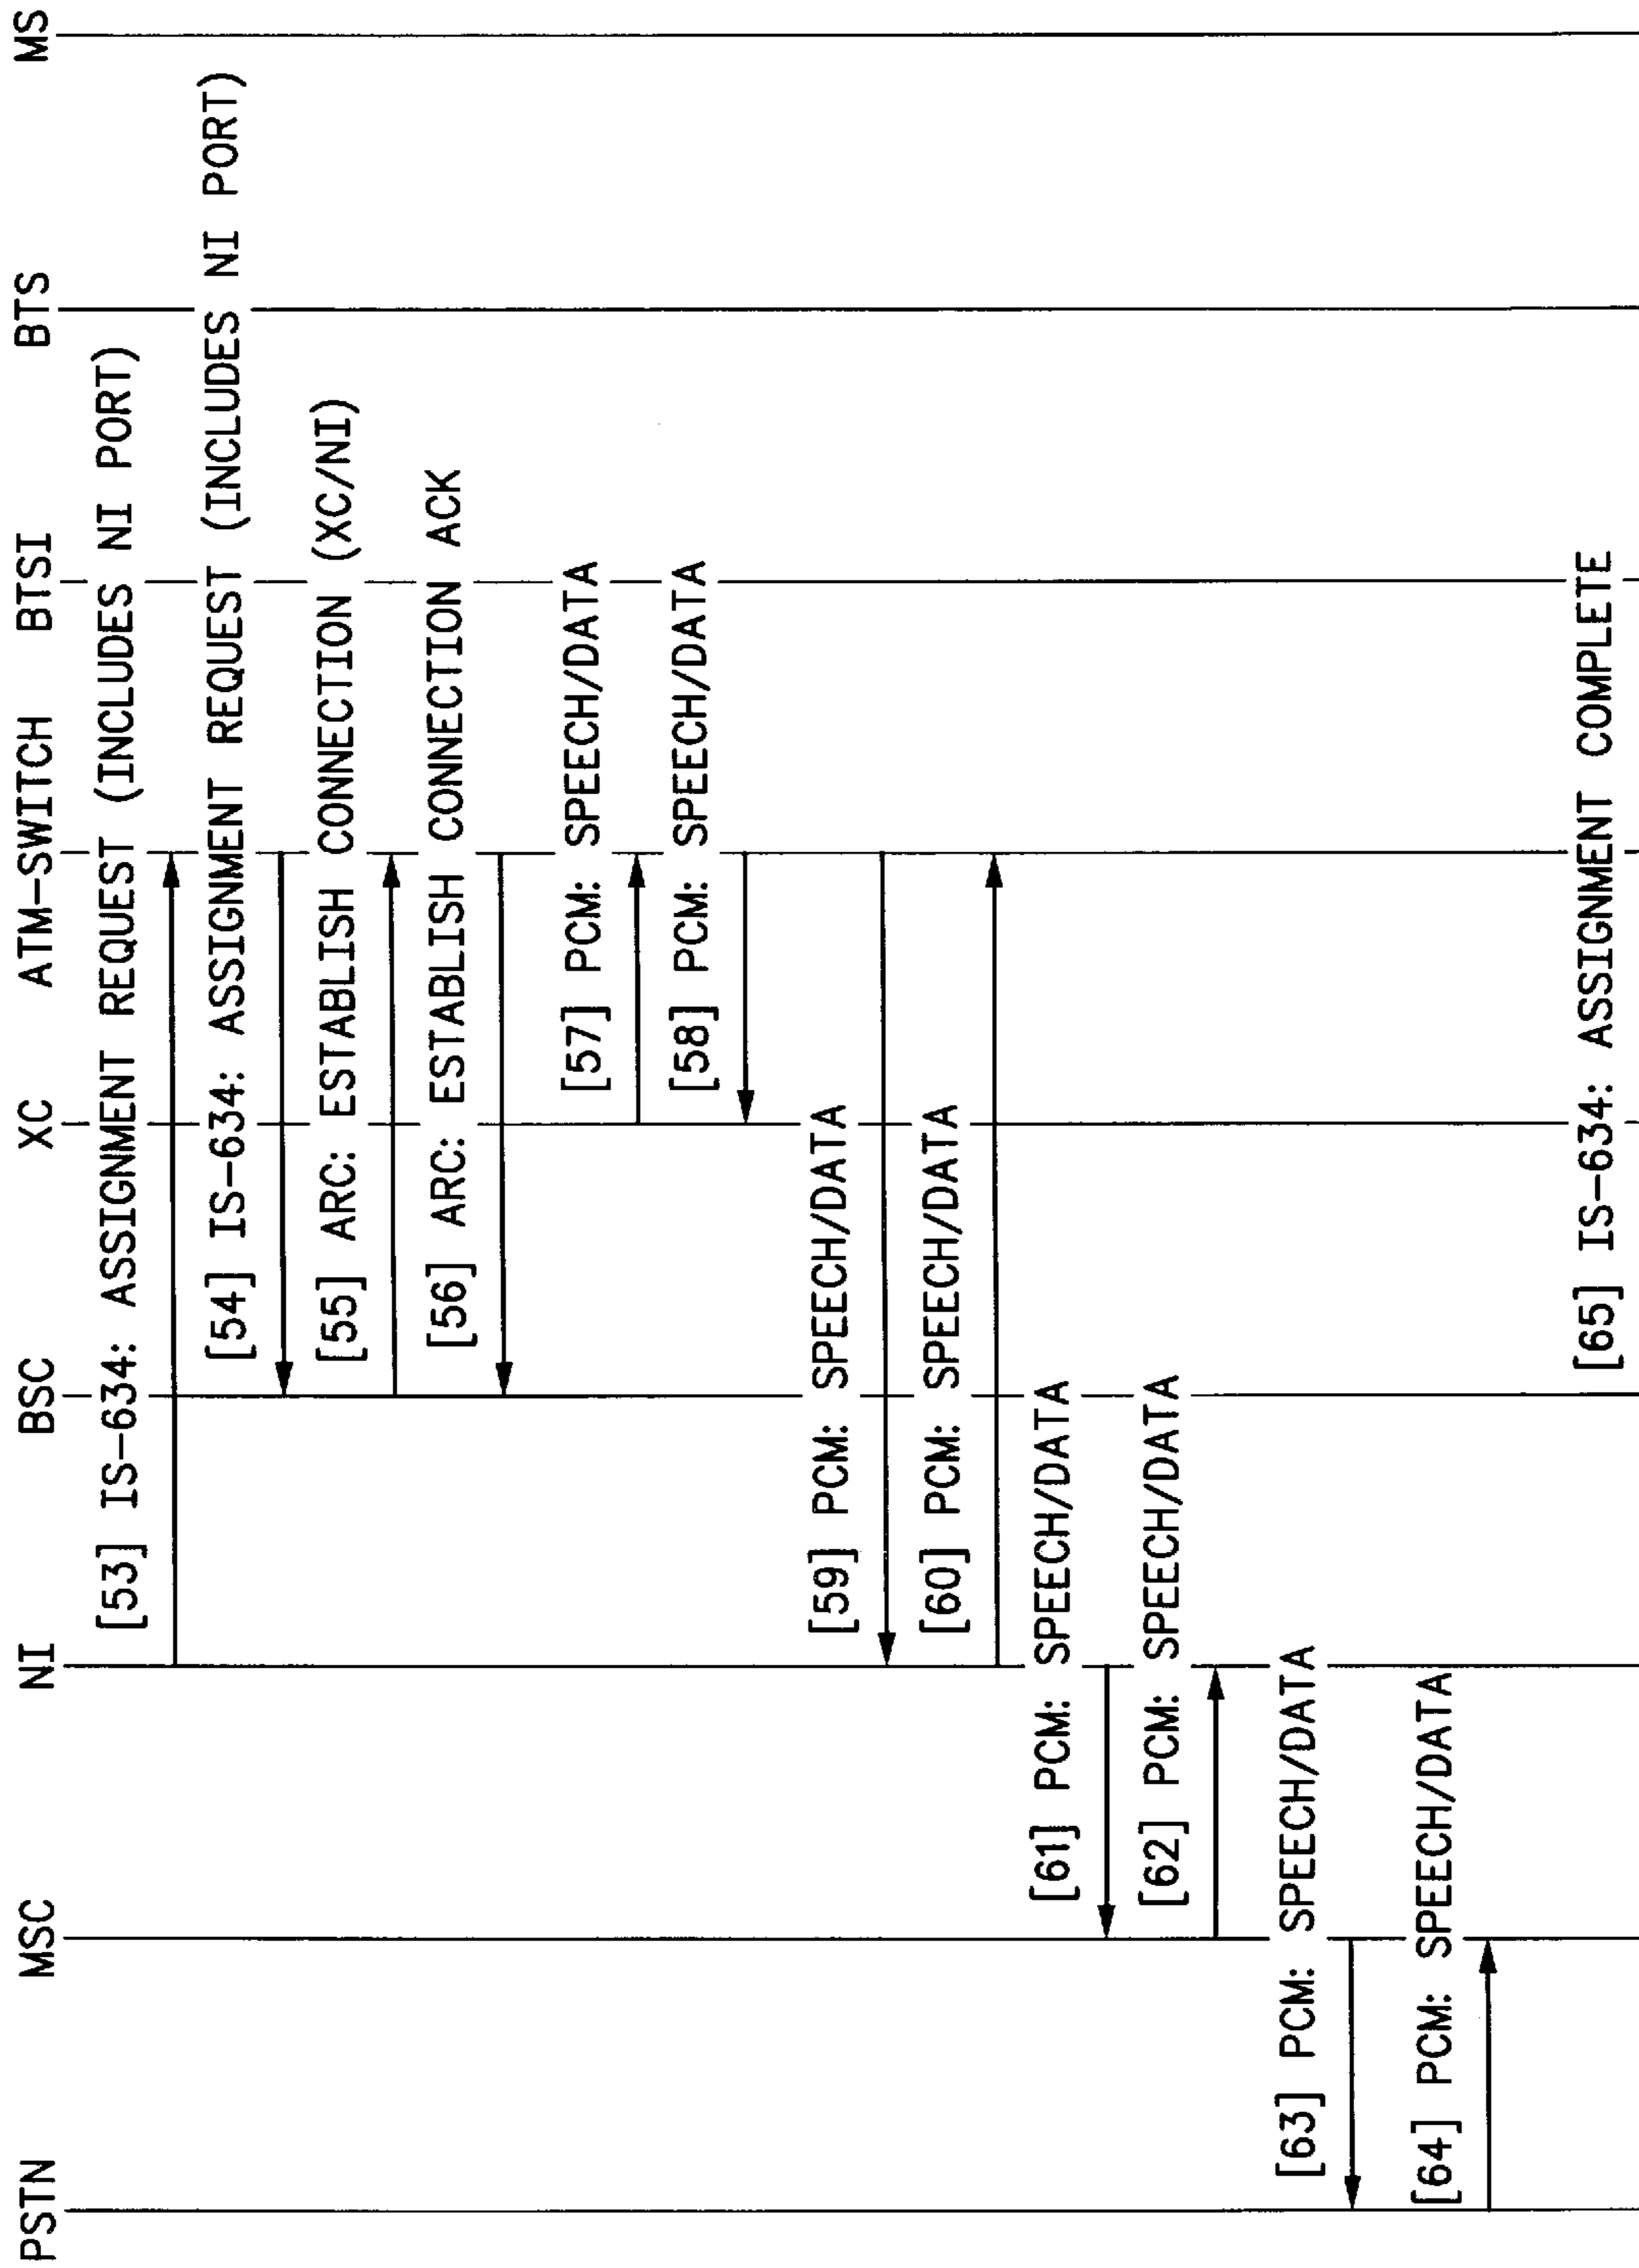 PSTN MSC NI BSC XC ATM-SWITCH BTSI BTS MS
[53] IS-634: ASSIGNMENT REQUEST (INCLUDES NI PORT)
[54] IS-634: ASSIGNMENT REQUEST (INCLUDES NI PORT)
[55] ARC: ESTABLISH CONNECTION (XC/NI)
[56] ARC: ESTABLISH CONNECTION ACK
[57] PCM: SPEECH/DATA
[58] PCM: SPEECH/DATA
[59] PCM: SPEECH/DATA
[60] PCM: SPEECH/DATA
[61] PCM: SPEECH/DATA
[62] PCM: SPEECH/DATA
[63] PCM: SPEECH/DATA
[64] PCM: SPEECH/DATA
[65] IS-634: ASSIGNMENT COMPLETE